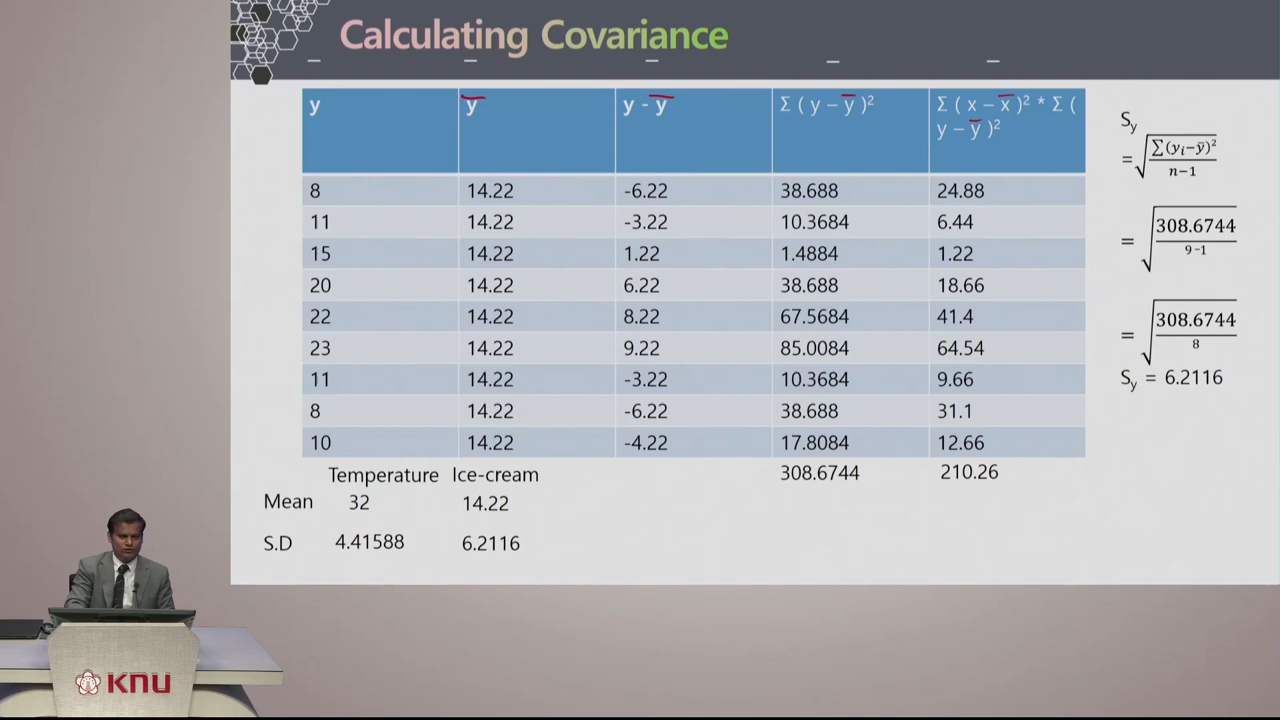 Calculating Covariance
y y̅ y - y̅ Σ ( y – y̅ )² Σ ( x – x̅ )² * Σ (
y – y̅ )²
8 14.22 -6.22 38.688 24.88
11 14.22 -3.22 10.3684 6.44
15 14.22 1.22 1.4884 1.22
20 14.22 6.22 38.688 18.66
22 14.22 8.22 67.5684 41.4
23 14.22 9.22 85.0084 64.54
11 14.22 -3.22 10.3684 9.66
8 14.22 -6.22 38.688 31.1
10 14.22 -4.22 17.8084 12.66
308.6744 210.26
Temperature Ice-cream
Mean 32 14.22
S.D 4.41588 6.2116
Sy
= √(∑(yᵢ–ȳ)² / n–1)
= √(308.6744 / 9–1)
= √(308.6744 / 8)
Sy = 6.2116
KNU